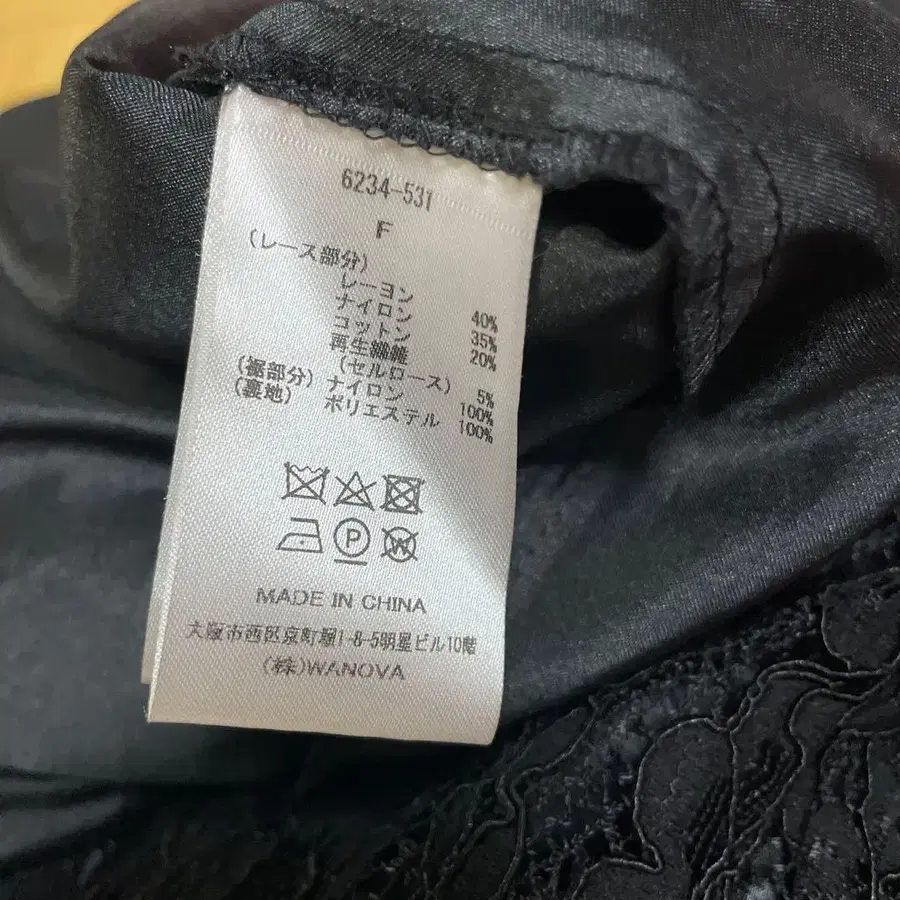 6234-531
F
(レース部分)
レーヨン 40%
ナイロン 35%
コットン 20%
再生繊維
(セルロース) 5%
(裾部分) ナイロン 100%
(裏地) ポリエステル 100%
P
W
MADE IN CHINA
大阪市西区京町堀1-8-5明星ビル10階
(株)WANOVA